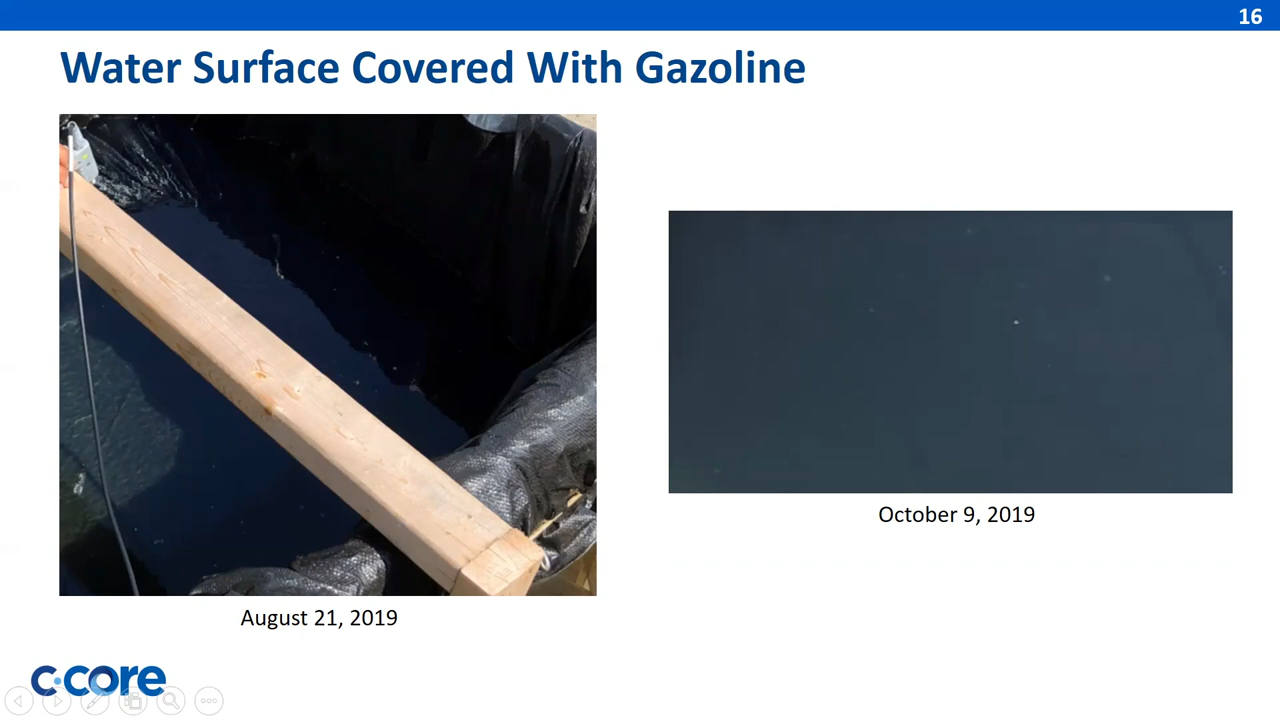 16
Water Surface Covered With Gazoline
October 9, 2019
August 21, 2019
c·core